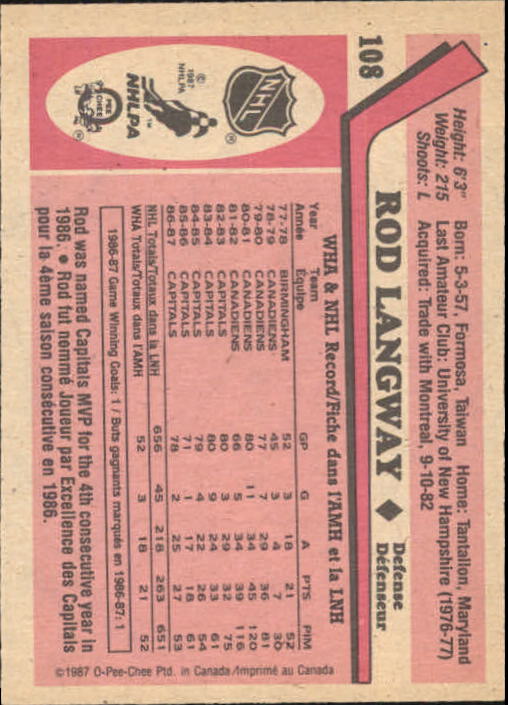 108
ROD LANGWAY ◆ Defense
Défenseur
Height: 6'3" Born: 5-3-57, Formosa, Taiwan Home: Tantallon, Maryland
Weight: 215 Last Amateur Club: University of New Hampshire (1976-77)
Shoots: L Acquired: Trade with Montreal, 9-10-82
NHL
®
© 1987 NHLPA
NHLPA
™
O PEE CHEE
®
WHA & NHL Record/Fiche dans l'AMH et la LNH
Year Team GP G A PTS PIM
Année Équipe
77-78 BIRMINGHAM 52 3 18 21 52
78-79 CANADIENS 45 3 4 7 30
79-80 CANADIENS 77 7 29 36 81
80-81 CANADIENS 80 11 34 45 120
81-82 CANADIENS 66 5 34 39 116
82-83 CAPITALS 80 3 29 32 75
83-84 CAPITALS 80 9 24 33 61
84-85 CAPITALS 79 4 22 26 54
85-86 CAPITALS 71 1 17 18 61
86-87 CAPITALS 78 2 25 27 53
NHL Totals/Totaux dans la LNH 656 45 218 263 651
WHA Totals/Totaux dans l'AMH 52 3 18 21 52
1986-87 Game Winning Goals: 1 / Buts gagnants marqués en 1986-87: 1
Rod was named Capitals MVP for the 4th consecutive year in
1986. ● Rod fut nommé Joueur par Excellence des Capitals
pour la 4ème saison consécutive en 1986.
©1987 O-Pee-Chee Ptd. in Canada/Imprimé au Canada